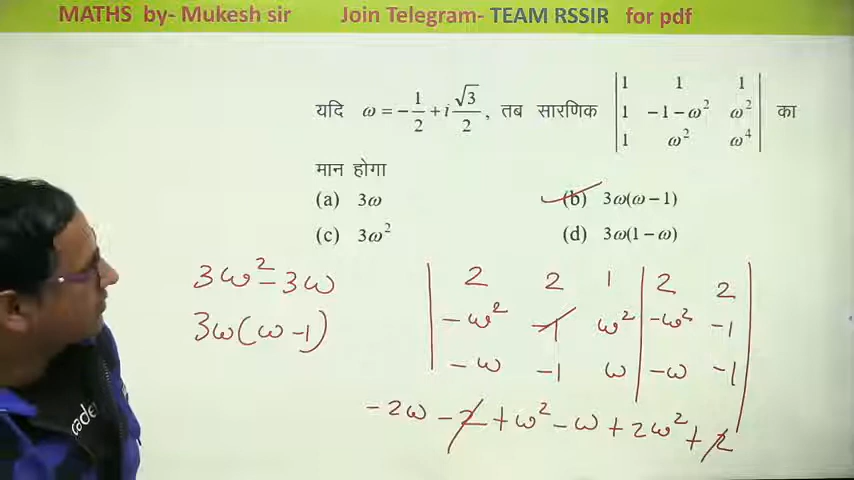 MATHS by- Mukesh sir Join Telegram- TEAM RSSIR for pdf
यदि ω = -1/2 + i √3/2, तब सारणिक | 1 1 1 | का
| 1 -1-ω² ω² |
| 1 ω² ω⁴ |
मान होगा
(a) 3ω (b) 3ω(ω-1)
(c) 3ω² (d) 3ω(1-ω)
3ω² - 3ω
3ω(ω-1)
| 2 2 1 | 2 2 |
| -ω² -1 ω² | -ω² -1 |
| -ω -1 ω | -ω -1 |
-2ω - 2 + ω² - ω + 2ω² + 2
cade